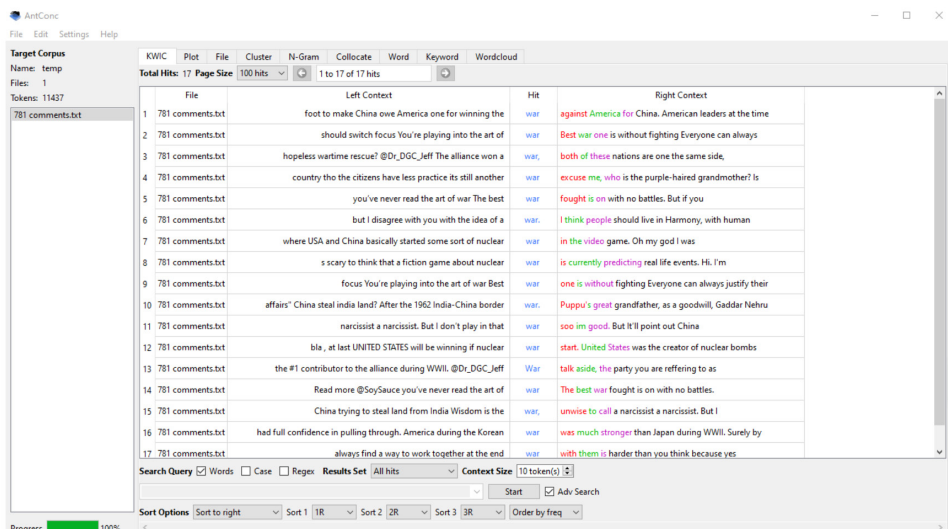 AntConc
File Edit Settings Help
Target Corpus
Name: temp
Files: 1
Tokens: 11437
781 comments.txt
KWIC Plot File Cluster N-Gram Collocate Word Keyword Wordcloud
Total Hits: 17 Page Size 100 hits 1 to 17 of 17 hits
File Left Context Hit Right Context
1 781 comments.txt foot to make China owe America one for winning the war against America for China. American leaders at the time
2 781 comments.txt should switch focus You're playing into the art of war Best war one is without fighting Everyone can always
3 781 comments.txt hopeless wartime rescue? @Dr_DGC_Jeff The alliance won a war, both of these nations are one the same side,
4 781 comments.txt country tho the citizens have less practice its still another war excuse me, who is the purple-haired grandmother? Is
5 781 comments.txt you've never read the art of war The best war fought is on with no battles. But if you
6 781 comments.txt but I disagree with you with the idea of a war. I think people should live in Harmony, with human
7 781 comments.txt where USA and China basically started some sort of nuclear war in the video game. Oh my god I was
8 781 comments.txt s scary to think that a fiction game about nuclear war is currently predicting real life events. Hi. I'm
9 781 comments.txt focus You're playing into the art of war Best war one is without fighting Everyone can always justify their
10 781 comments.txt affairs" China steal india land? After the 1962 India-China border war. Puppu's great grandfather, as a goodwill, Gaddar Nehru
11 781 comments.txt narcissist a narcissist. But I don't play in that war soo im good. But It'll point out China
12 781 comments.txt bla , at last UNITED STATES will be winning if nuclear war start. United States was the creator of nuclear bombs
13 781 comments.txt the #1 contributor to the alliance during WWII. @Dr_DGC_Jeff War talk aside, the party you are reffering to as
14 781 comments.txt Read more @SoySauce you've never read the art of war The best war fought is on with no battles.
15 781 comments.txt China trying to steal land from India Wisdom is the war, unwise to call a narcissist a narcissist. But I
16 781 comments.txt had full confidence in pulling through. America during the Korean war was much stronger than Japan during WWII. Surely by
17 781 comments.txt always find a way to work together at the end war with them is harder than you think because yes
Search Query Words Case Regex Results Set All hits Context Size 10 token(s)
Start Adv Search
Sort Options Sort to right Sort 1 1R Sort 2 2R Sort 3 3R Order by freq
Progress 100%